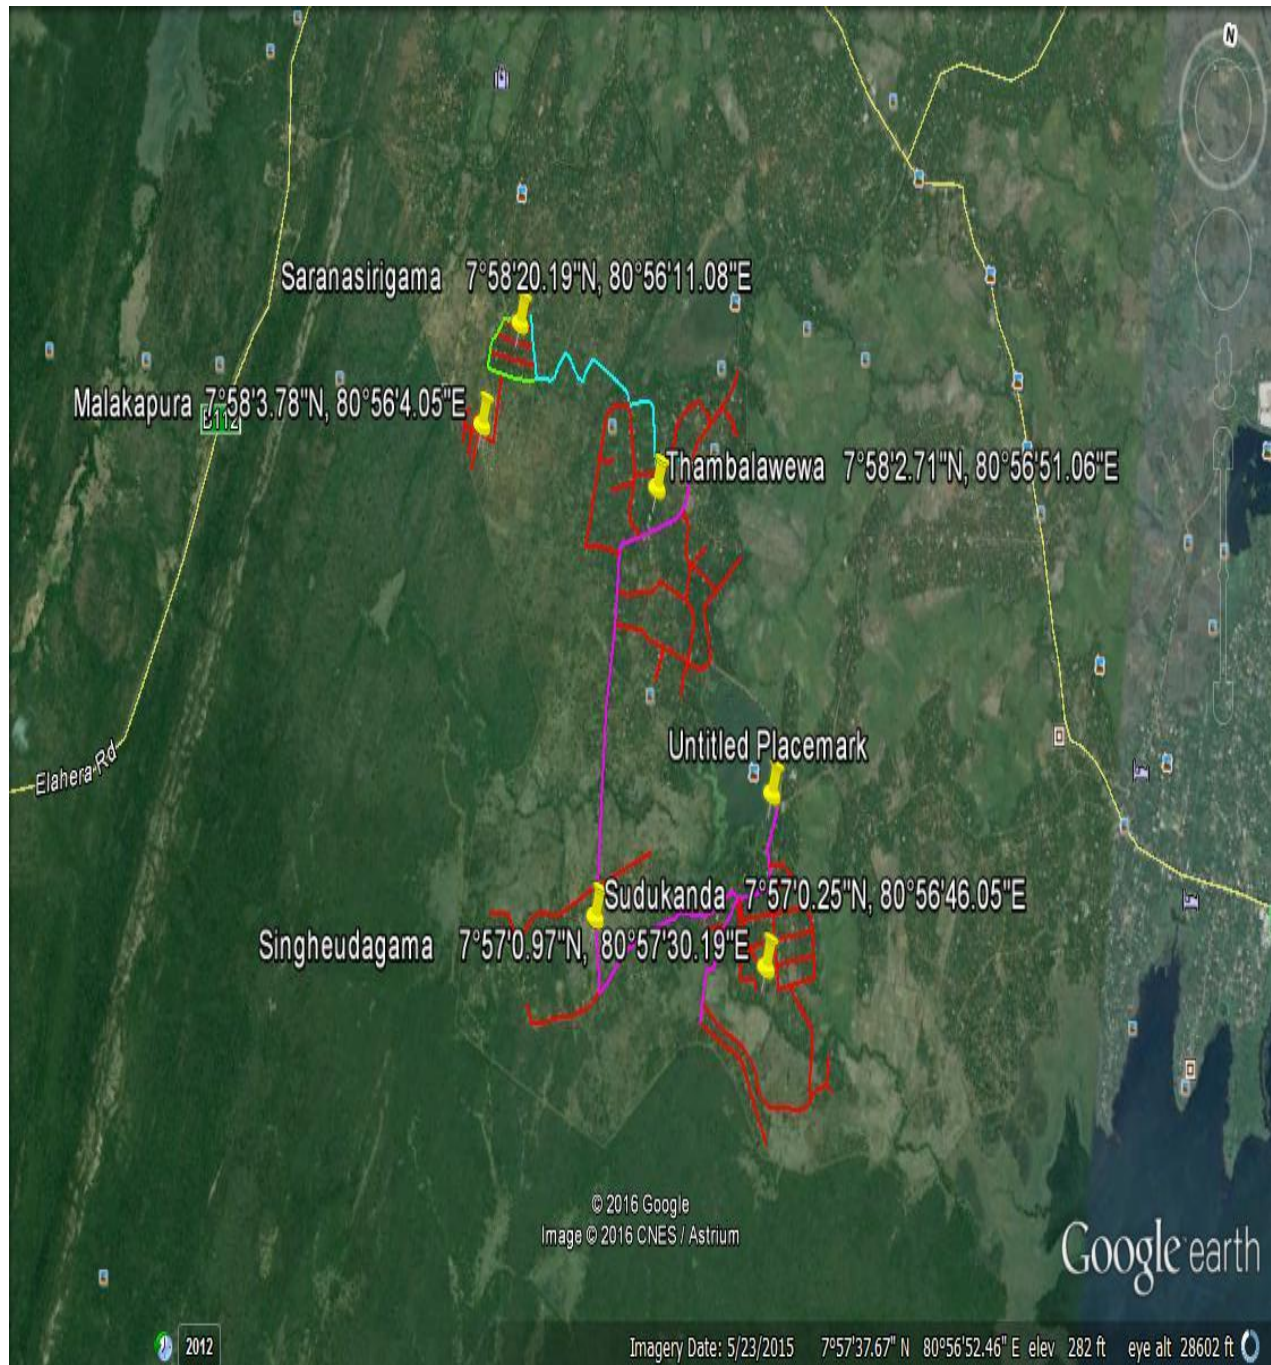 N
Saranasirigama 7°58'20.19"N, 80°56'11.08"E
Malakapura 7°58'3.78"N, 80°56'4.05"E
B112
Thambalawewa 7°58'2.71"N, 80°56'51.06"E
Untitled Placemark
Elahera Rd
Sudukanda 7°57'0.25"N, 80°56'46.05"E
Singheudagama 7°57'0.97"N, 80°57'30.19"E
© 2016 Google
Image © 2016 CNES / Astrium
Google earth
2012
Imagery Date: 5/23/2015 7°57'37.67" N 80°56'52.46" E elev 282 ft eye alt 28602 ft